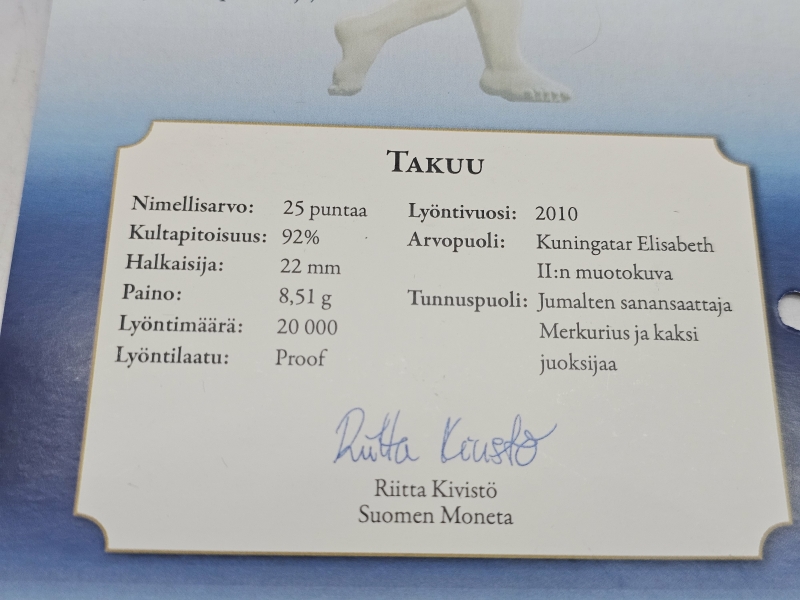 TAKUU
Nimellisarvo: 25 puntaa
Kultapitoisuus: 92%
Halkaisija: 22 mm
Paino: 8,51 g
Lyöntimäärä: 20 000
Lyöntilaatu: Proof
Lyöntivuosi: 2010
Arvopuoli: Kuningatar Elisabeth
II:n muotokuva
Tunnuspuoli: Jumalten sanansaattaja
Merkurius ja kaksi
juoksijaa
Riitta Kivistö
Riitta Kivistö
Suomen Moneta